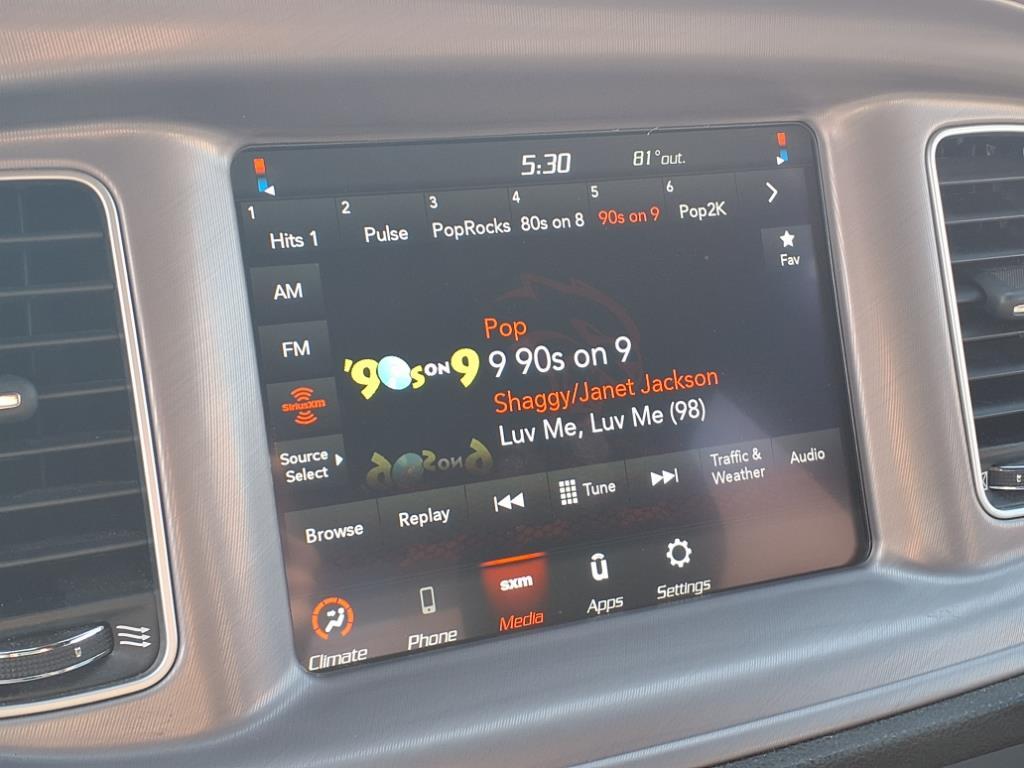 5:30 81°out.
1 2 3 4 5 6
Hits 1 Pulse PopRocks 80s on 8 90s on 9 Pop2K
Fav
AM
FM
SiriusXM
Source
Select
'90s ON 9
Pop
9 90s on 9
Shaggy/Janet Jackson
Luv Me, Luv Me (98)
Browse Replay Tune Traffic &
Weather Audio
Climate Phone sxm
Media Apps Settings